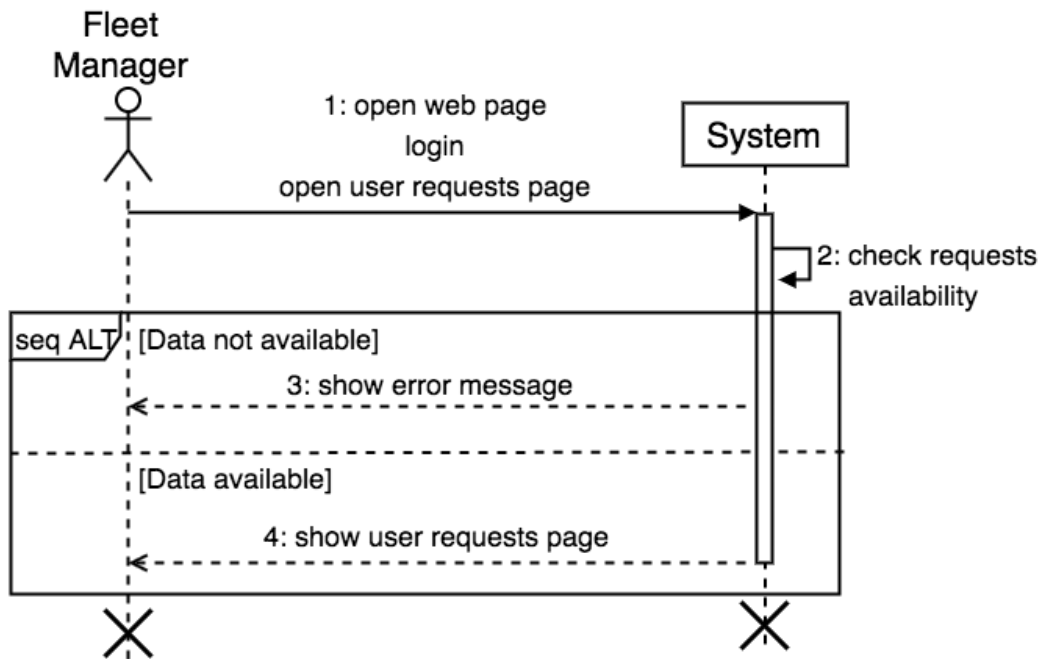 Fleet
Manager
1: open web page
login
open user requests page
System
2: check requests
availability
seq ALT
[Data not available]
3: show error message
[Data available]
4: show user requests page